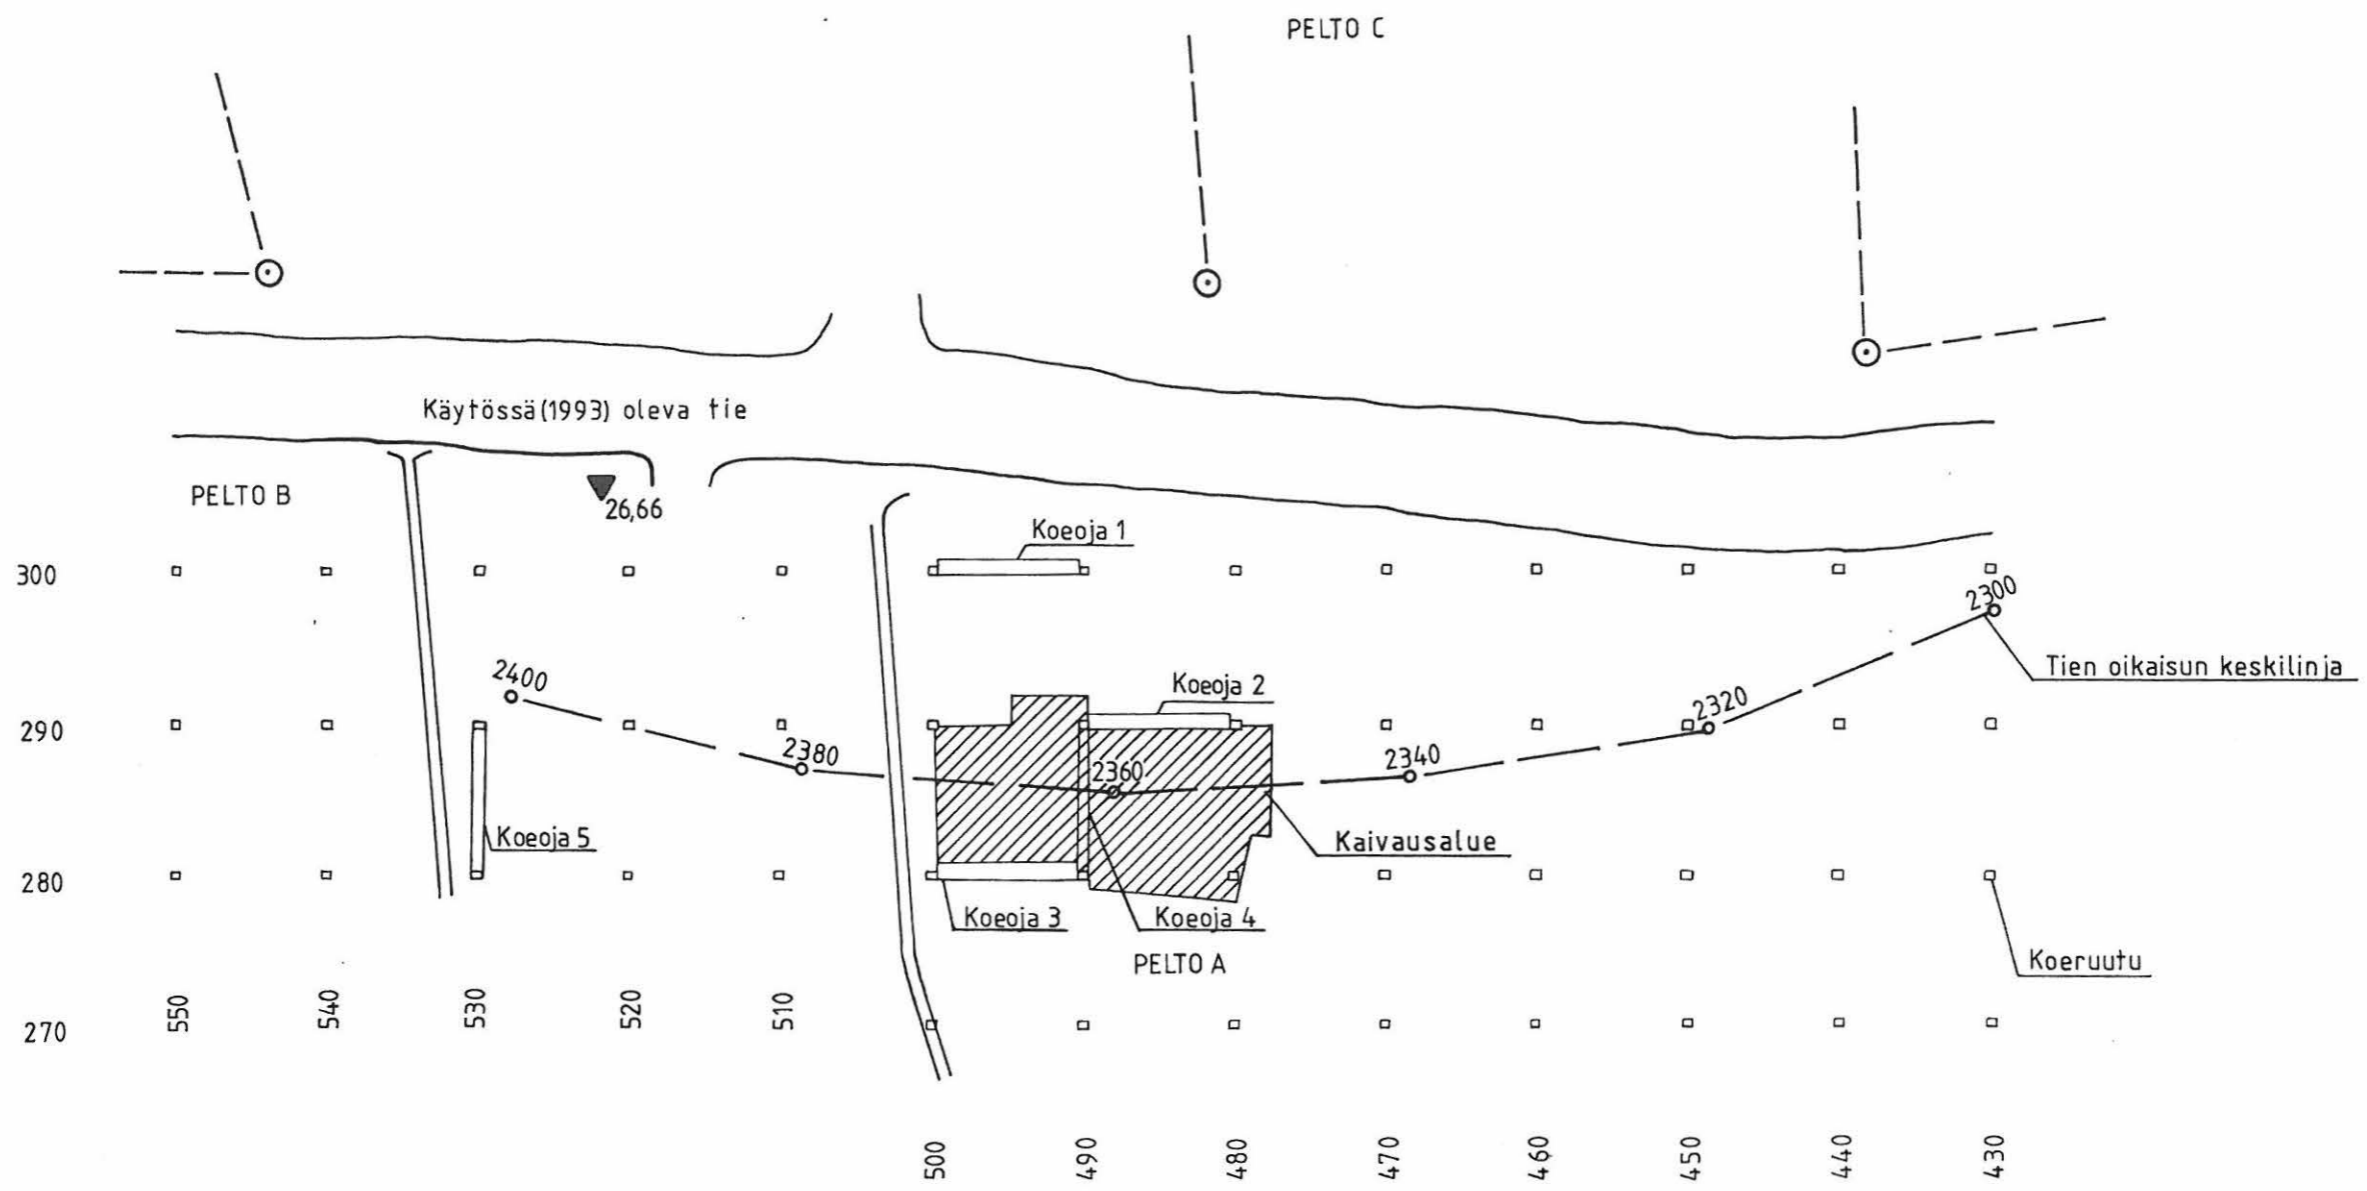 PELTO C
Käytössä (1993) oleva tie
PELTO B
26,66
Koeoja 1
300
2300
2400
Koeoja 2
Tien oikaisun keskilinja
290
2320
2380
2360
2340
Koeoja 5
Kaivausalue
280
Koeoja 3
Koeoja 4
PELTO A
Koeruutu
270
550
540
530
520
510
500
490
480
470
460
450
440
430